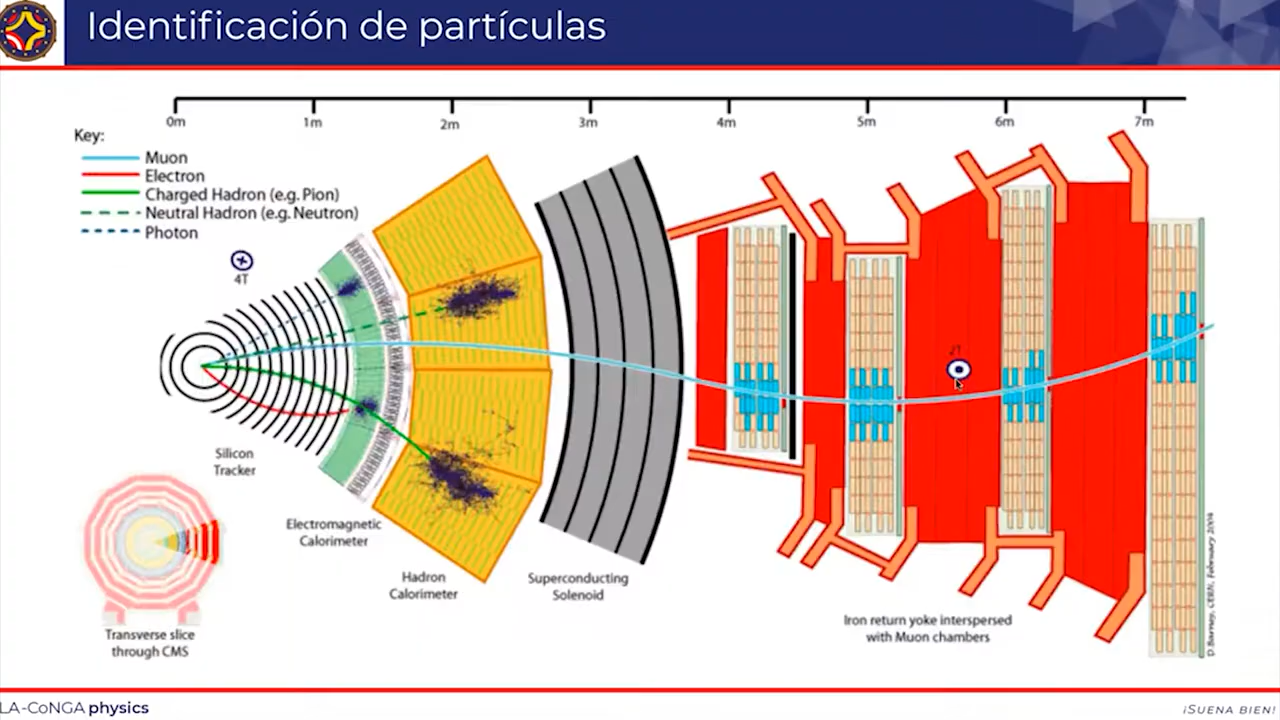 Identificación de partículas
0m 1m 2m 3m 4m 5m 6m 7m
Key:
Muon
Electron
Charged Hadron (e.g. Pion)
Neutral Hadron (e.g. Neutron)
Photon
4T
2T
Silicon
Tracker
Electromagnetic
Calorimeter
Hadron
Calorimeter
Superconducting
Solenoid
Iron return yoke interspersed
with Muon chambers
Transverse slice
through CMS
D.Barney, CERN, February 2004
LA-CoNGA physics
¡SUENA BIEN!